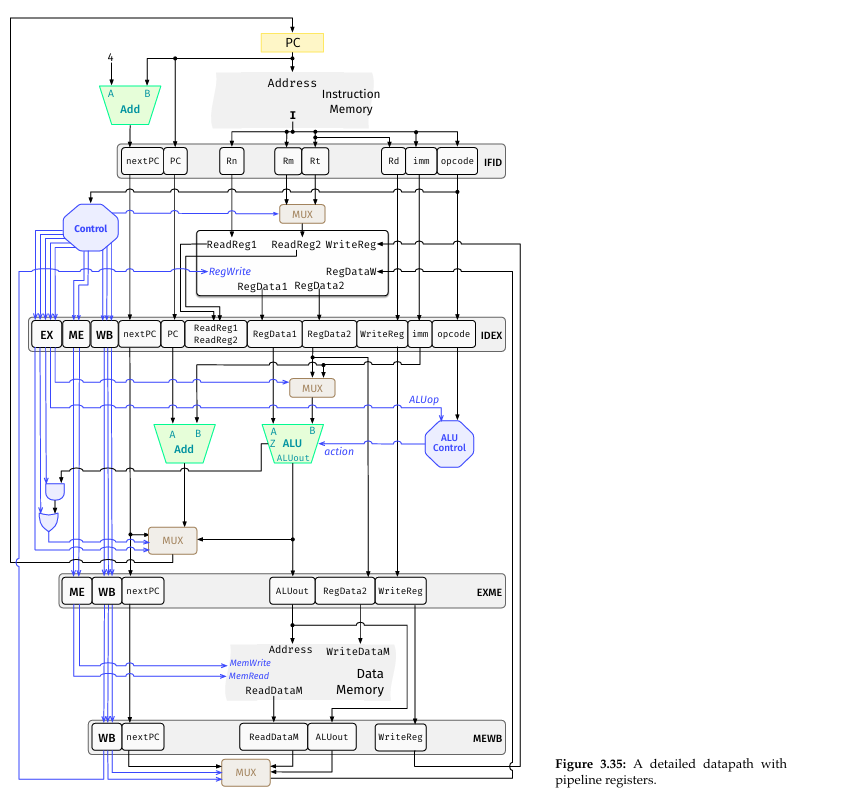 PC
4
Address
Instruction
Memory
A B
Add
I
nextPC PC Rn Rm Rt Rd imm opcode IFID
Control
MUX
ReadReg1 ReadReg2 WriteReg
RegWrite RegDataW
RegData1 RegData2
EX ME WB nextPC PC ReadReg1 ReadReg2 RegData1 RegData2 WriteReg imm opcode IDEX
MUX
ALUop
A B
Add
A B
Z ALU
ALUout
action
ALU
Control
MUX
ME WB nextPC ALUout RegData2 WriteReg EXME
Address WriteDataM
MemWrite
MemRead
Data
Memory
ReadDataM
WB nextPC ReadDataM ALUout WriteReg MEWB
MUX
Figure 3.35: A detailed datapath with
pipeline registers.